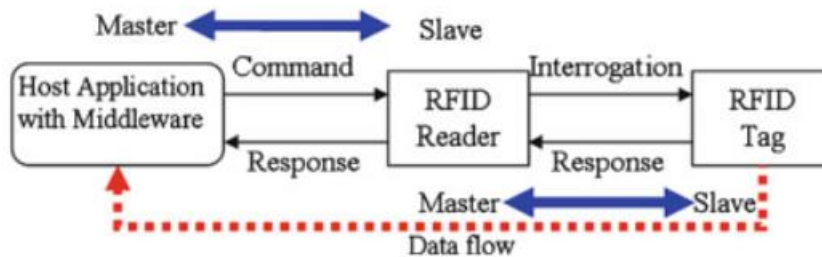 Master
Slave
Host Application
with Middleware
Command
Response
RFID
Reader
Interrogation
Response
RFID
Tag
Master
Slave
Data flow